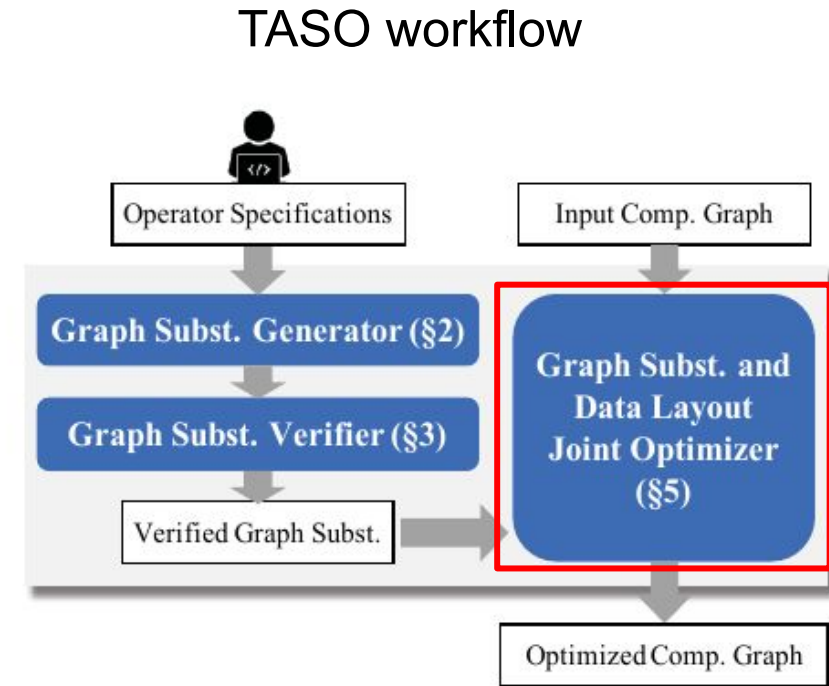 TASO workflow
</>
Operator Specifications
Input Comp. Graph
Graph Subst. Generator (§2)
Graph Subst. Verifier (§3)
Verified Graph Subst.
Graph Subst. and
Data Layout
Joint Optimizer
(§5)
Optimized Comp. Graph